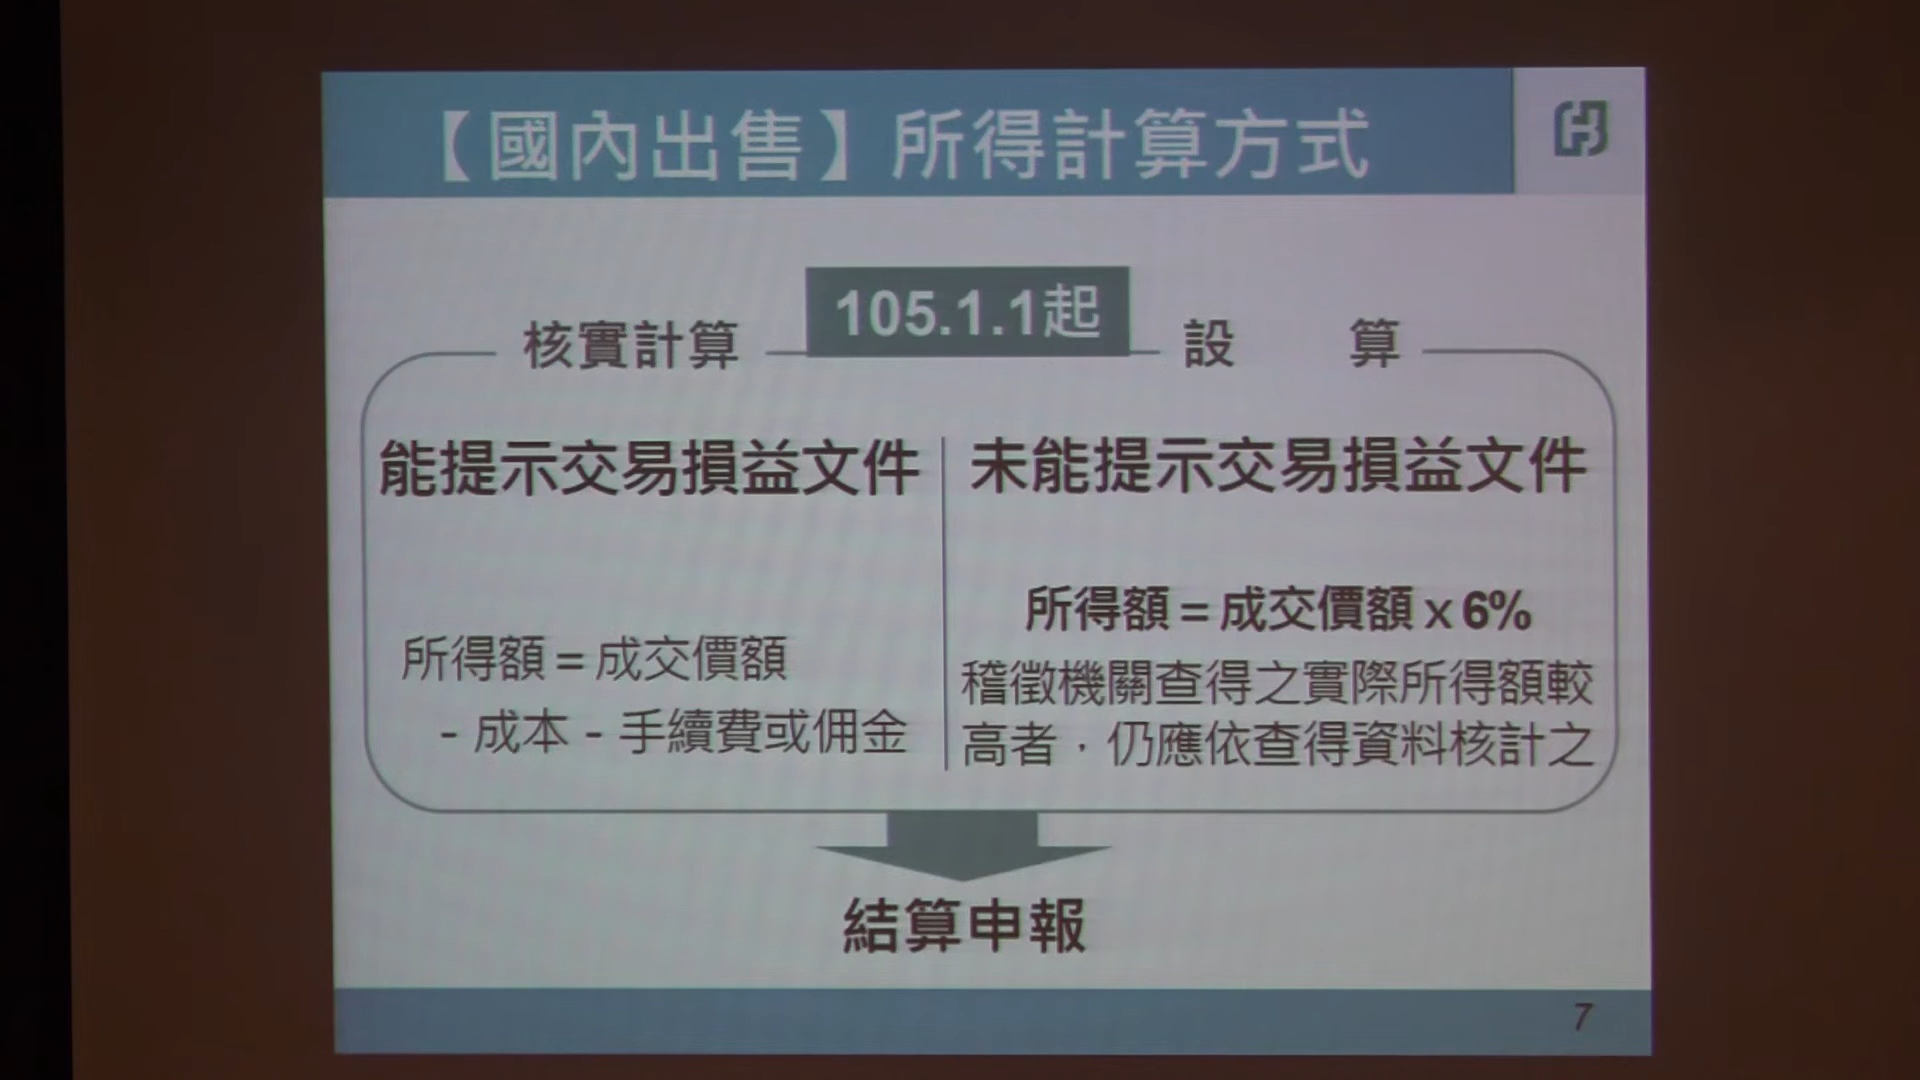 【國內出售】所得計算方式
105.1.1起
核實計算
設 算
能提示交易損益文件
所得額=成交價額
-成本-手續費或佣金
未能提示交易損益文件
所得額=成交價額x6%
稽徵機關查得之實際所得額較
高者,仍應依查得資料核計之
結算申報
7